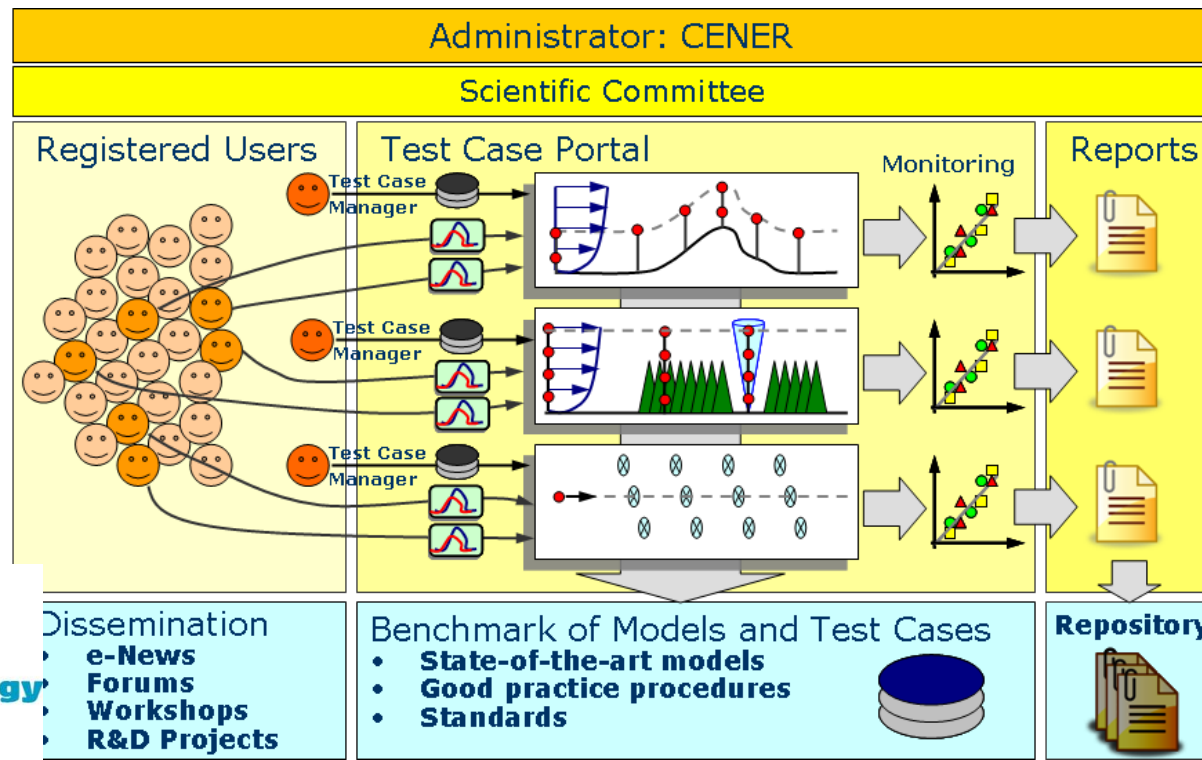 Administrator: CENER
Scientific Committee
Registered Users
Test Case Portal
Monitoring
Reports
Test Case
Manager
Test Case
Manager
Test Case
Manager
Dissemination
• e-News
• Forums
• Workshops
• R&D Projects
gy
Benchmark of Models and Test Cases
• State-of-the-art models
• Good practice procedures
• Standards
Repository